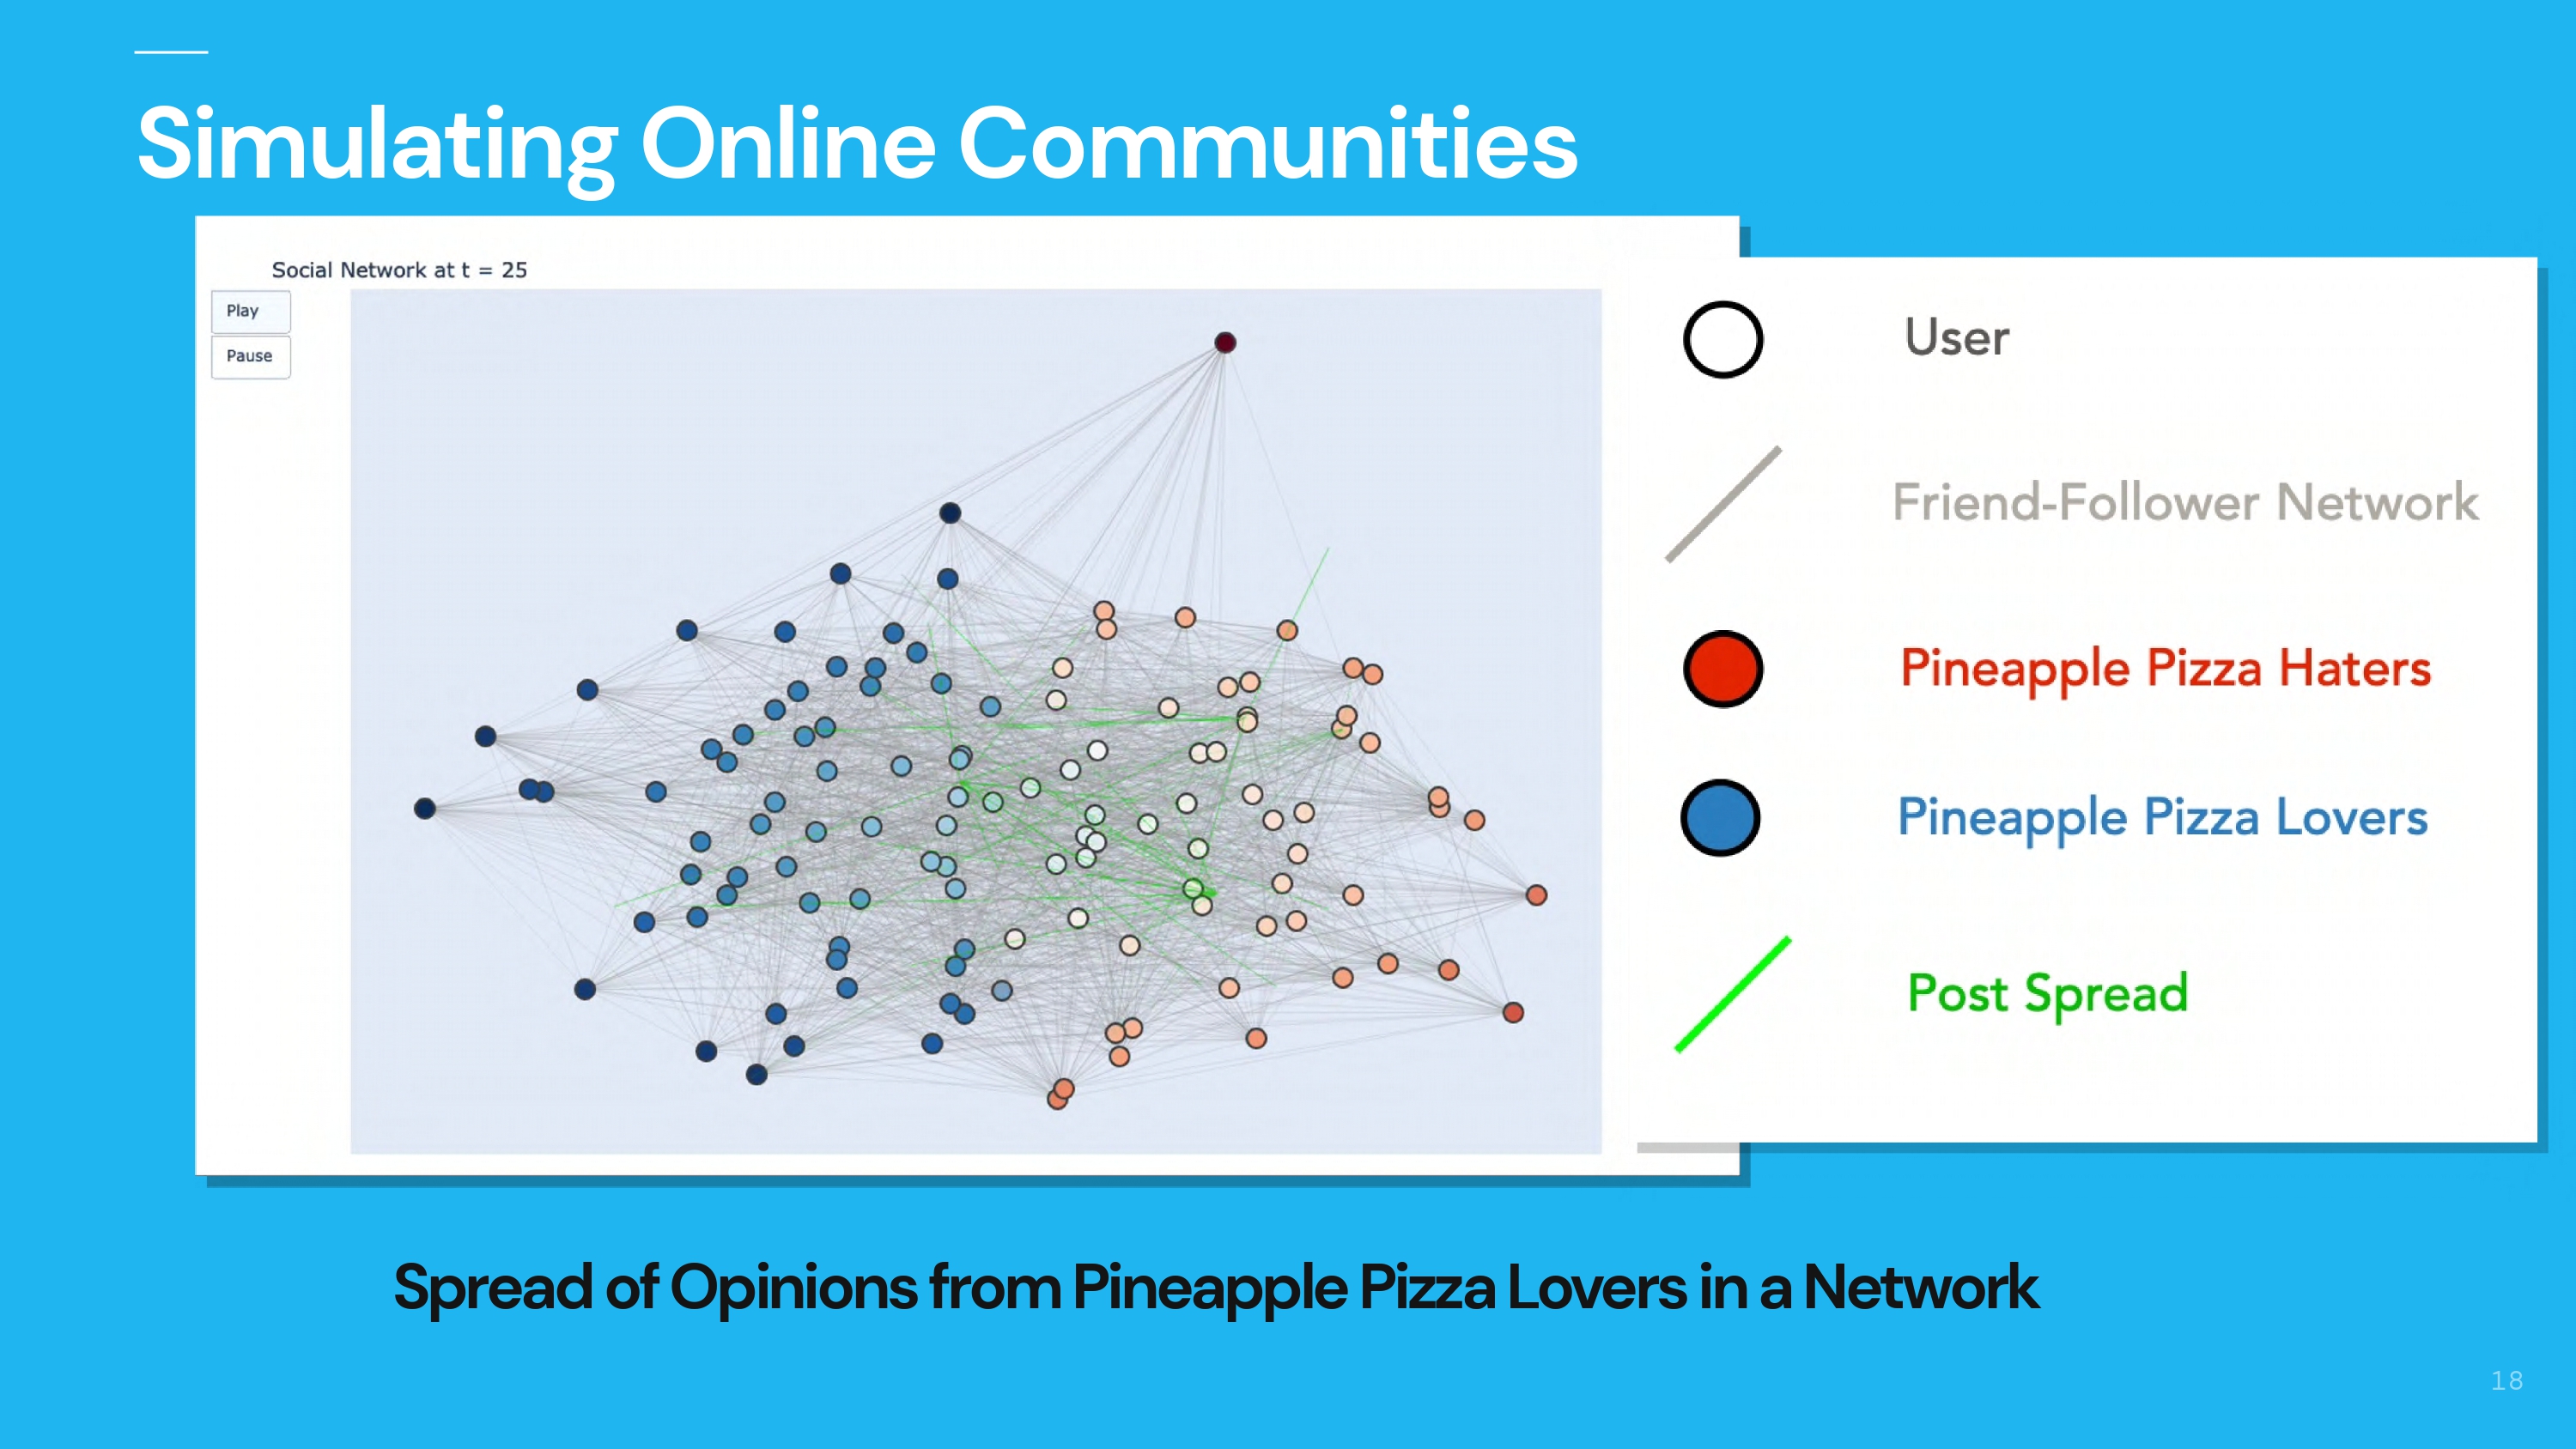 Simulating Online Communities
Social Network at t = 25
Play
Pause
User
Friend-Follower Network
Pineapple Pizza Haters
Pineapple Pizza Lovers
Post Spread
Spread of Opinions from Pineapple Pizza Lovers in a Network
18